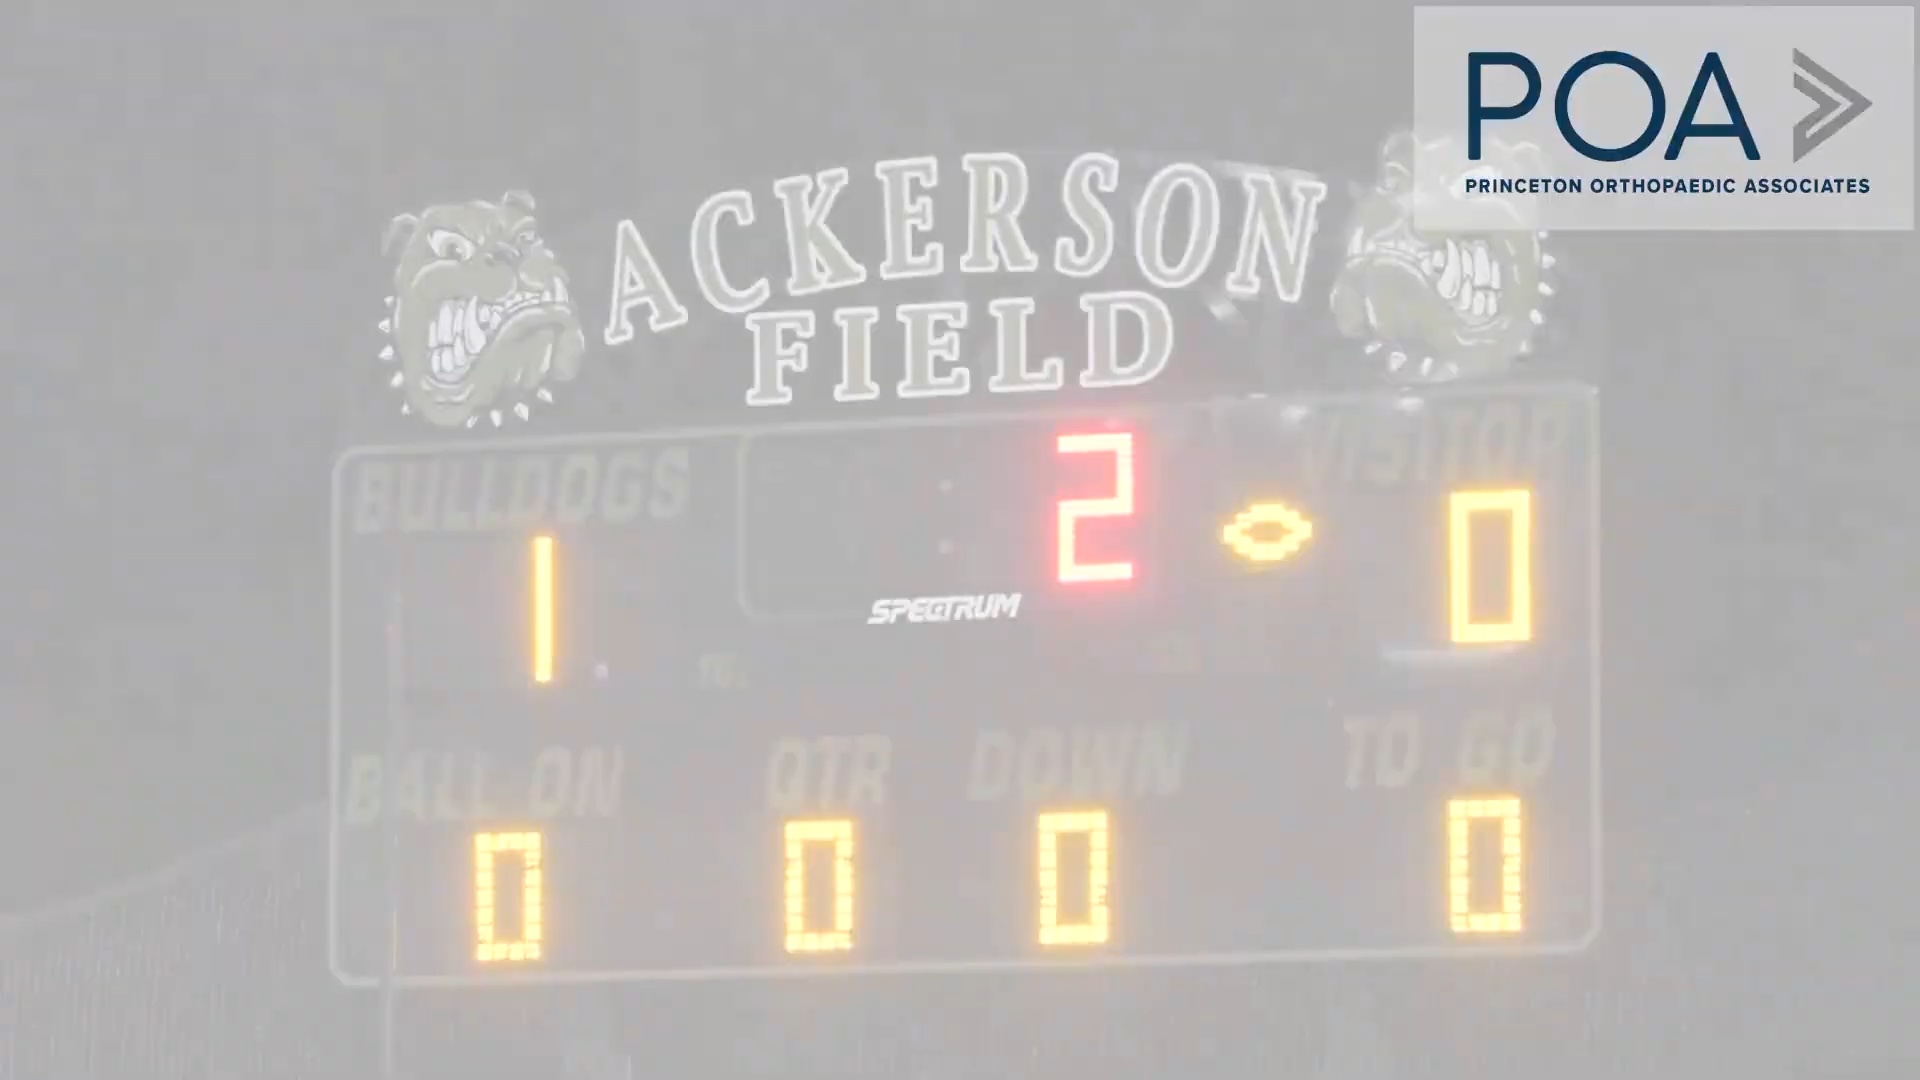 POA
PRINCETON ORTHOPAEDIC ASSOCIATES
ACKERSON
FIELD
BULLDOGS
2
VISITOR
1
0
SPECTRUM
BALL ON
QTR
DOWN
TO GO
0
0
0
0